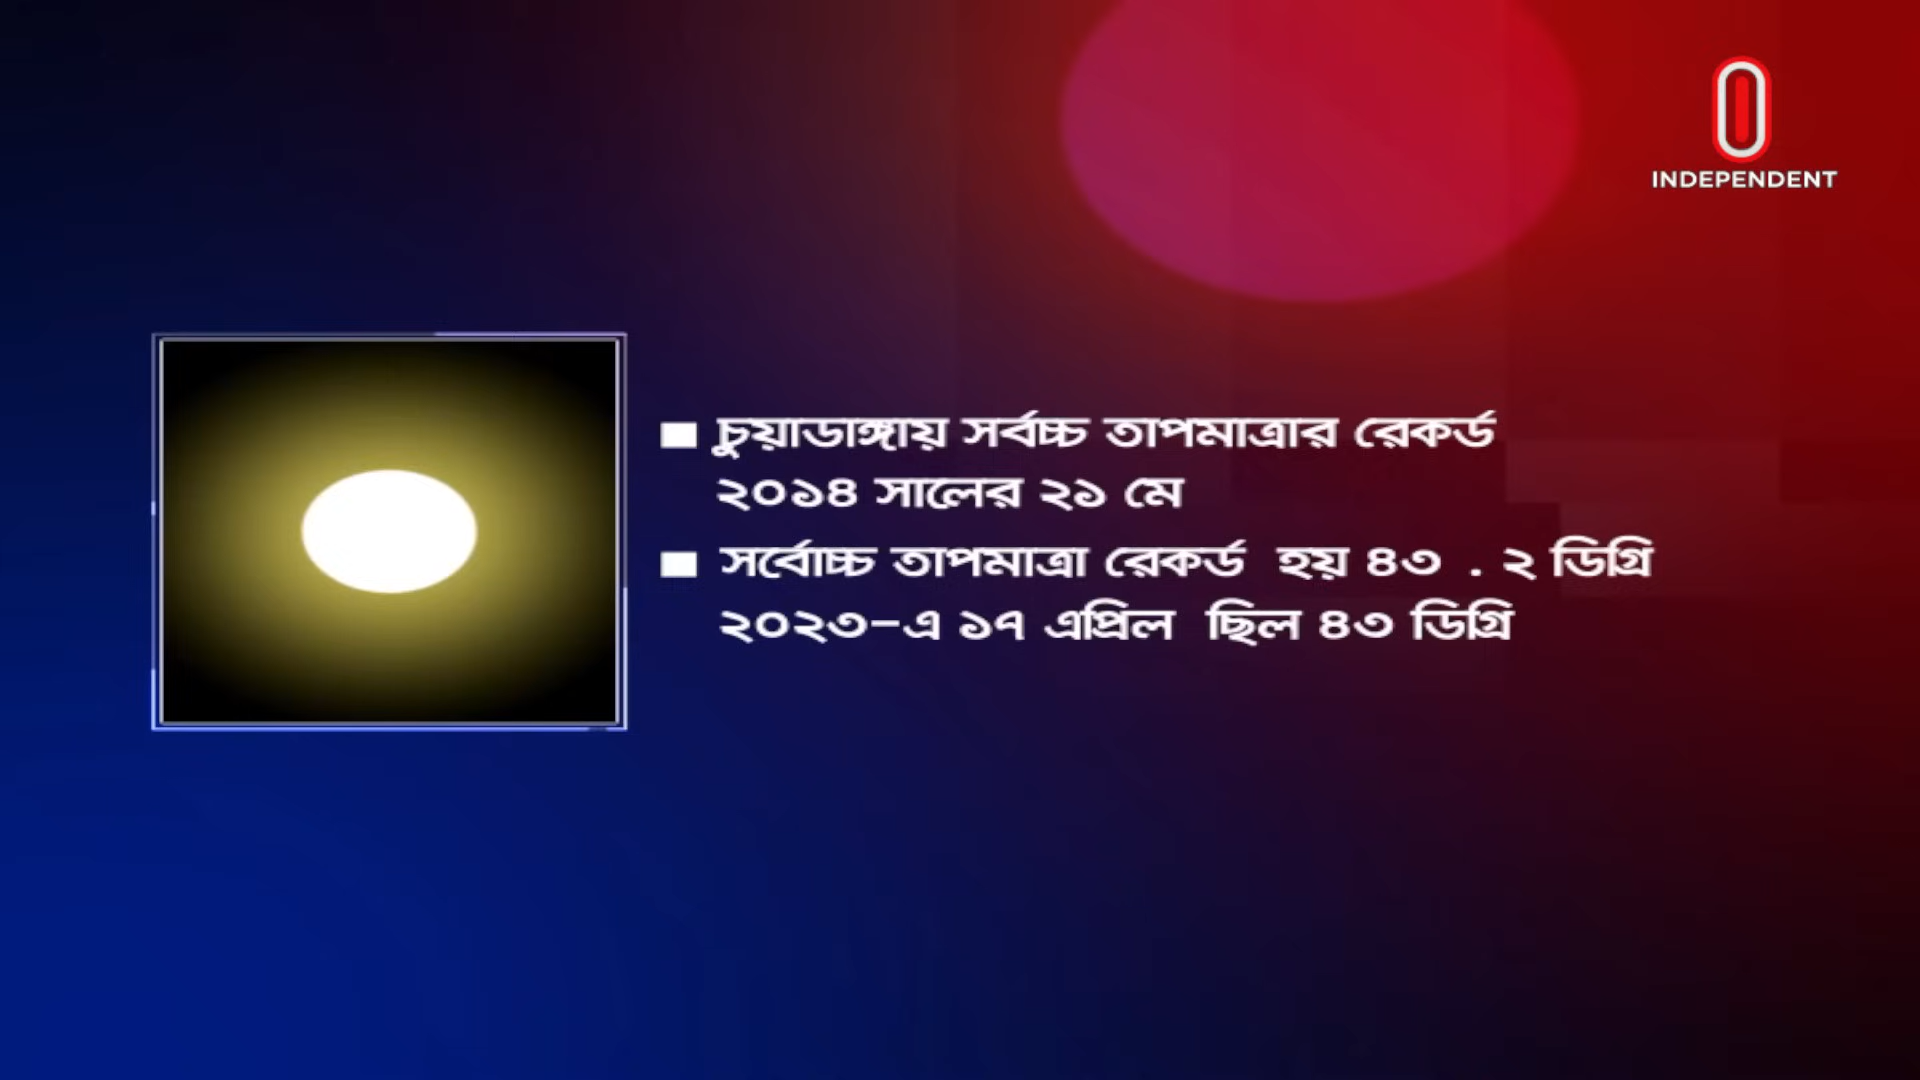 INDEPENDENT
■ চুয়াডাঙ্গায় সর্বচ্চ তাপমাত্রার রেকর্ড
২০১৪ সালের ২১ মে
■ সর্বোচ্চ তাপমাত্রা রেকর্ড হয় ৪৩ . ২ ডিগ্রি
২০২৩-এ ১৭ এপ্রিল ছিল ৪৩ ডিগ্রি